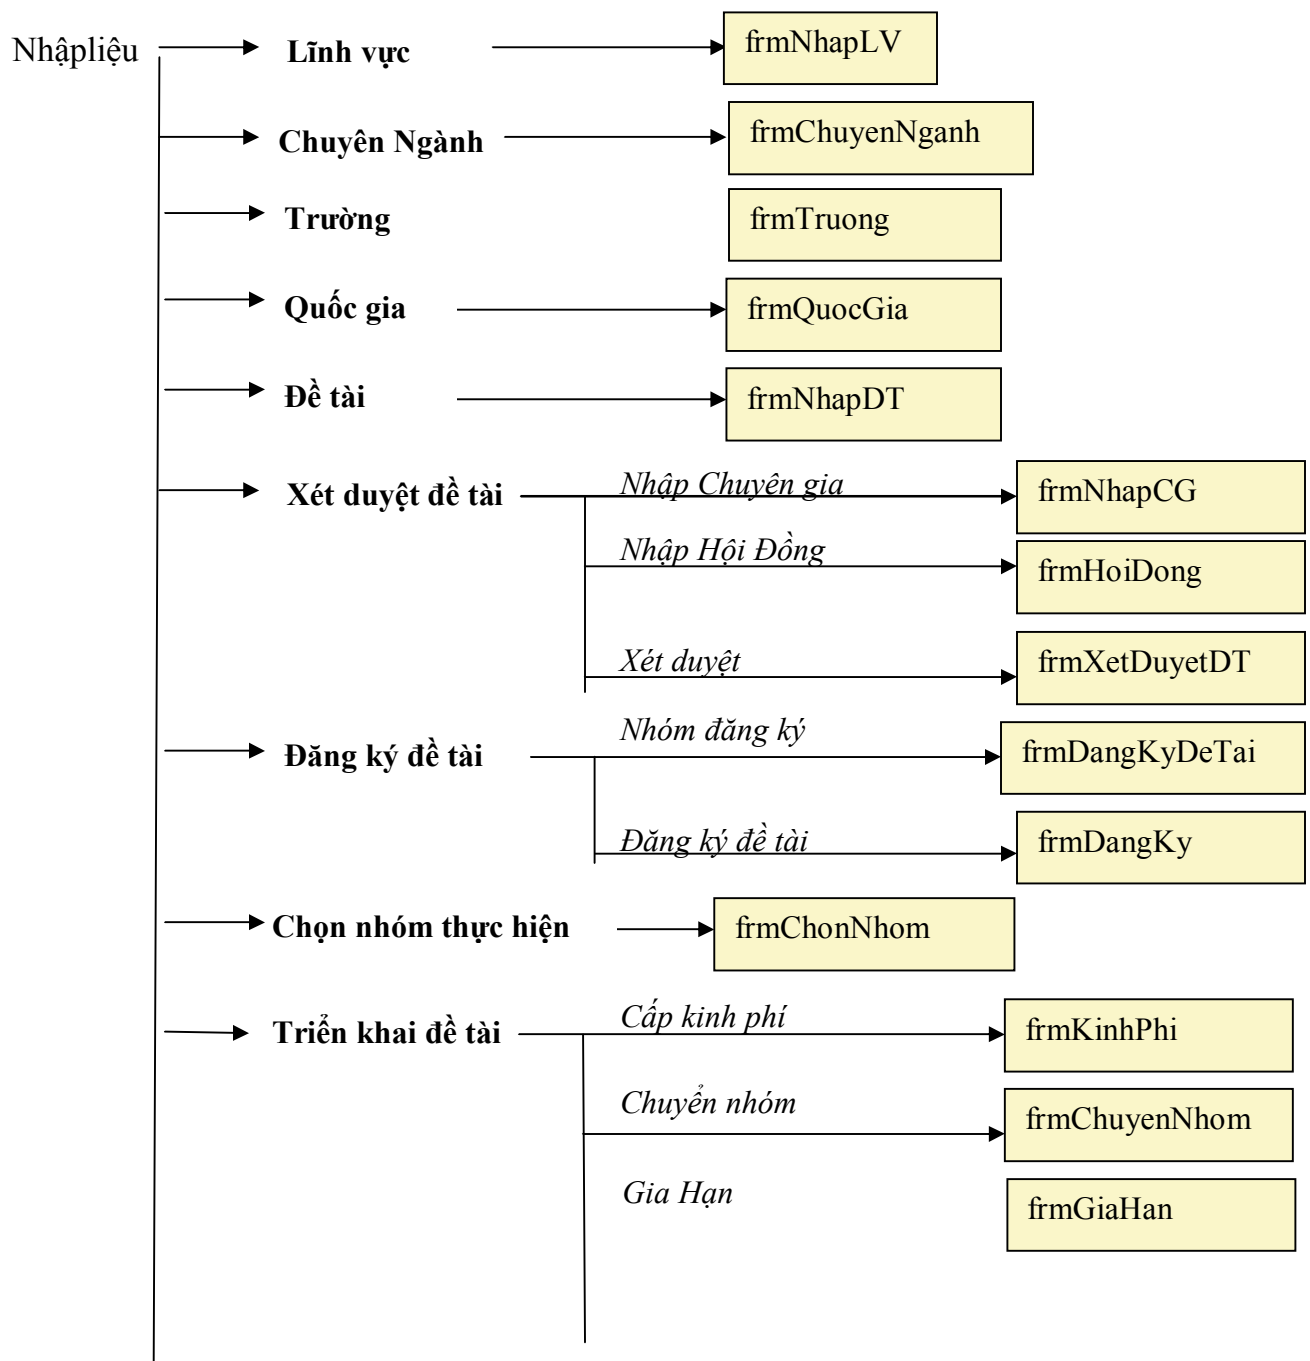 Nhậpliệu
Lĩnh vực
frmNhapLV
Chuyên Ngành
frmChuyenNganh
Trường
frmTruong
Quốc gia
frmQuocGia
Đề tài
frmNhapDT
Xét duyệt đề tài
Nhập Chuyên gia
frmNhapCG
Nhập Hội Đồng
frmHoiDong
Xét duyệt
frmXetDuyetDT
Đăng ký đề tài
Nhóm đăng ký
frmDangKyDeTai
Đăng ký đề tài
frmDangKy
Chọn nhóm thực hiện
frmChonNhom
Triển khai đề tài
Cấp kinh phí
frmKinhPhi
Chuyển nhóm
frmChuyenNhom
Gia Hạn
frmGiaHan